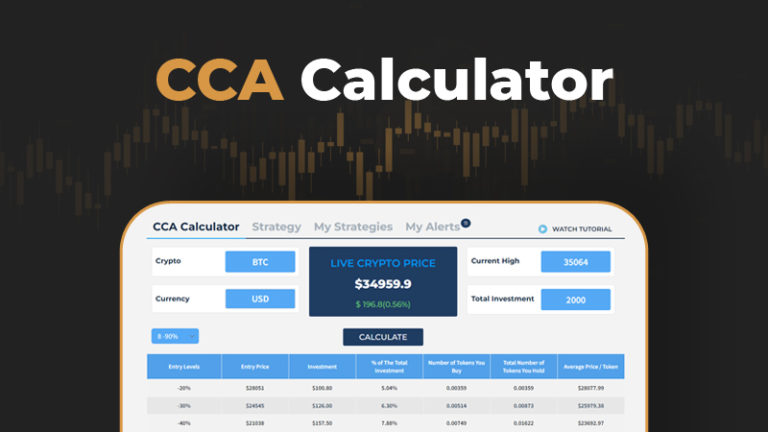 CCA Calculator
CCA Calculator Strategy My Strategies My Alerts WATCH TUTORIAL
Crypto BTC LIVE CRYPTO PRICE Current High 35064
$34959.9
Currency USD $ 196.8(0.56%) Total Investment 2000
8 -90% CALCULATE
Entry Levels Entry Price Investment % of The Total Investment Number of Tokens You Buy Total Number of Tokens You Hold Average Price / Token
-20% $28051 $100.80 5.04% 0.00359 0.00359 $28077.99
-30% $24545 $126.00 6.30% 0.00514 0.00873 $25979.38
-40% $21038 $157.50 7.88% 0.00749 0.01622 $23692.97